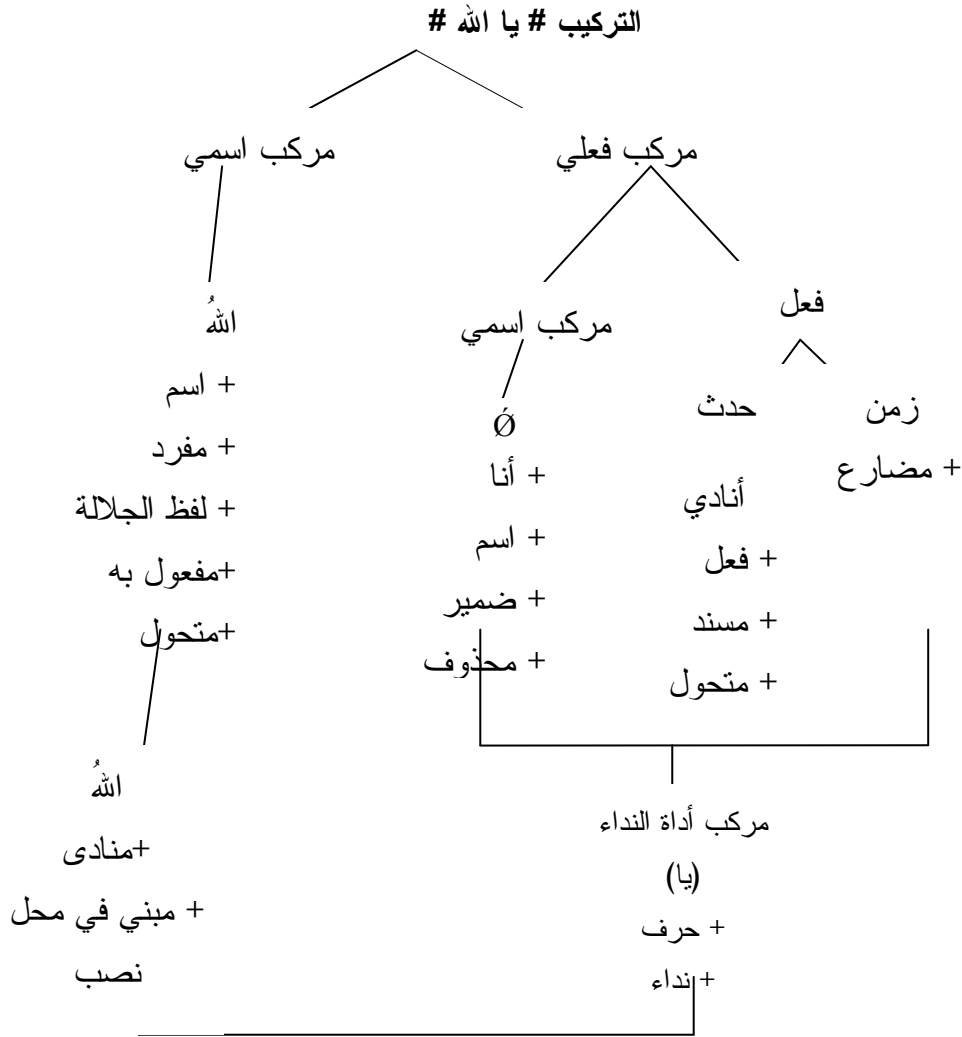 التركيب # يا الله #
مركب فعلي
مركب اسمي
فعل
مركب اسمي
اللهُ
زمن
حدث
Ǿ
+ اسم
+ مضارع
+ أنا
+ مفرد
أنادي
+ لفظ الجلالة
+ فعل
+ اسم
+مفعول به
+ مسند
+ ضمير
+متحول
+ متحول
+ محذوف
مركب أداة النداء
(يا)
+ حرف
+ نداء
اللهُ
+منادى
+ مبني في محل
نصب